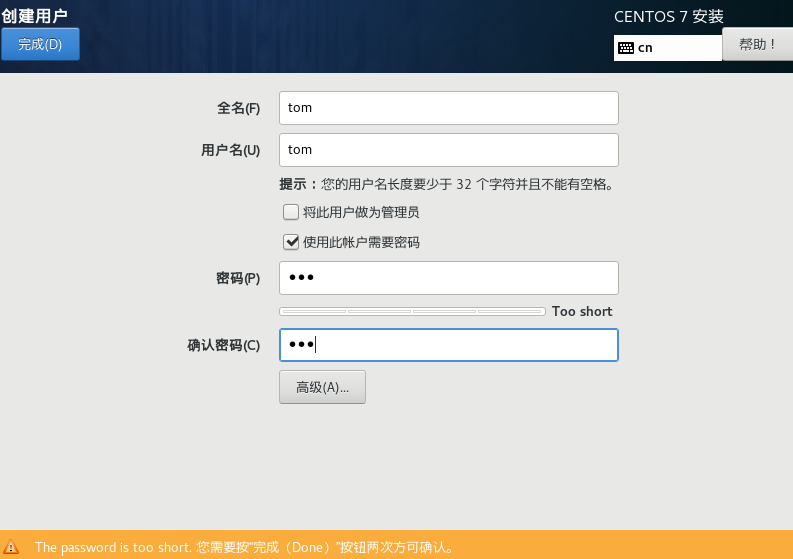 创建用户
CENTOS 7 安装
完成(D)
cn
帮助！
全名(F)
tom
用户名(U)
tom
提示：您的用户名长度要少于 32 个字符并且不能有空格。
将此用户做为管理员
使用此帐户需要密码
密码(P)
●●●
Too short
确认密码(C)
●●●
高级(A)...
The password is too short. 您需要按“完成（Done）”按钮两次方可确认。